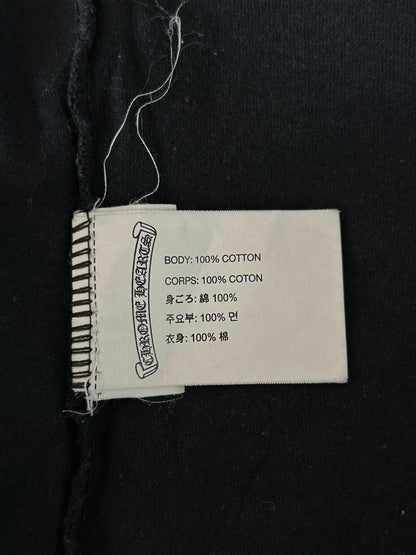 CHROME HEARTS
BODY: 100% COTTON
CORPS: 100% COTON
身ごろ: 綿 100%
주요부: 100% 면
衣身: 100% 棉